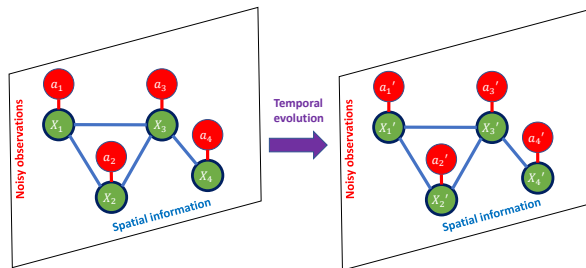 Noisy observations
a₁
a₃
X₁
X₃
a₂
a₄
X₂
X₄
Spatial information
Temporal
evolution
Noisy observations
a₁′
a₃′
X₁′
X₃′
a₂′
a₄′
X₂′
X₄′
Spatial information